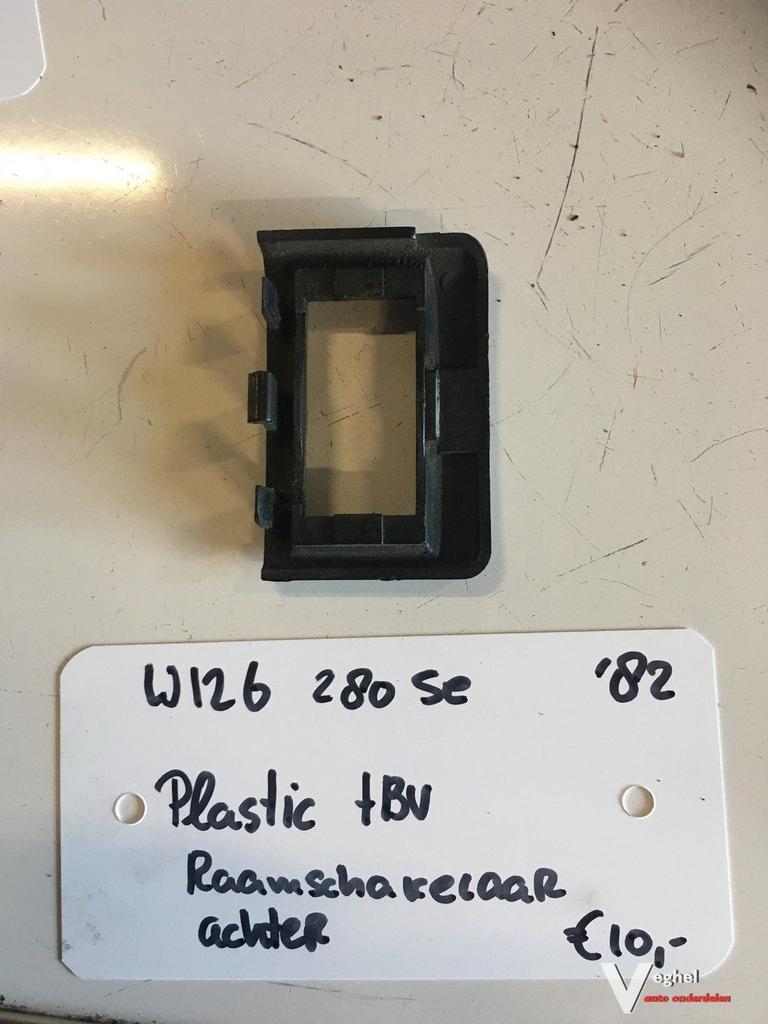 W126 280 se '82
Plastic tBV
Raamschakelaar
achter
€10,-
Veghel
auto onderdelen